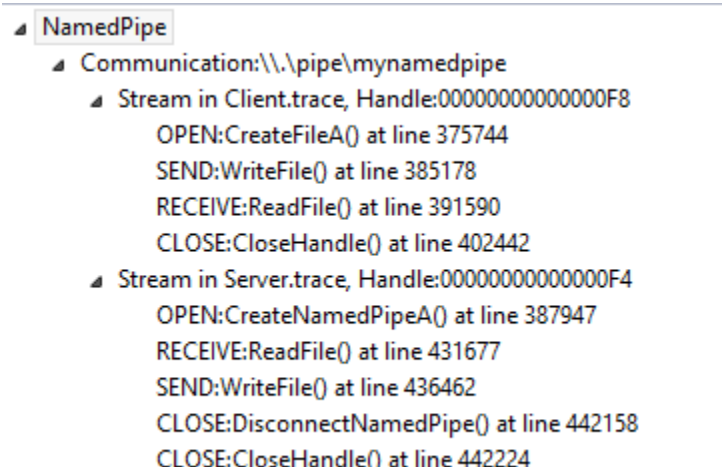 NamedPipe
Communication:\\.\pipe\mynamedpipe
Stream in Client.trace, Handle:00000000000000F8
OPEN:CreateFileA() at line 375744
SEND:WriteFile() at line 385178
RECEIVE:ReadFile() at line 391590
CLOSE:CloseHandle() at line 402442
Stream in Server.trace, Handle:00000000000000F4
OPEN:CreateNamedPipeA() at line 387947
RECEIVE:ReadFile() at line 431677
SEND:WriteFile() at line 436462
CLOSE:DisconnectNamedPipe() at line 442158
CLOSE:CloseHandle() at line 442224